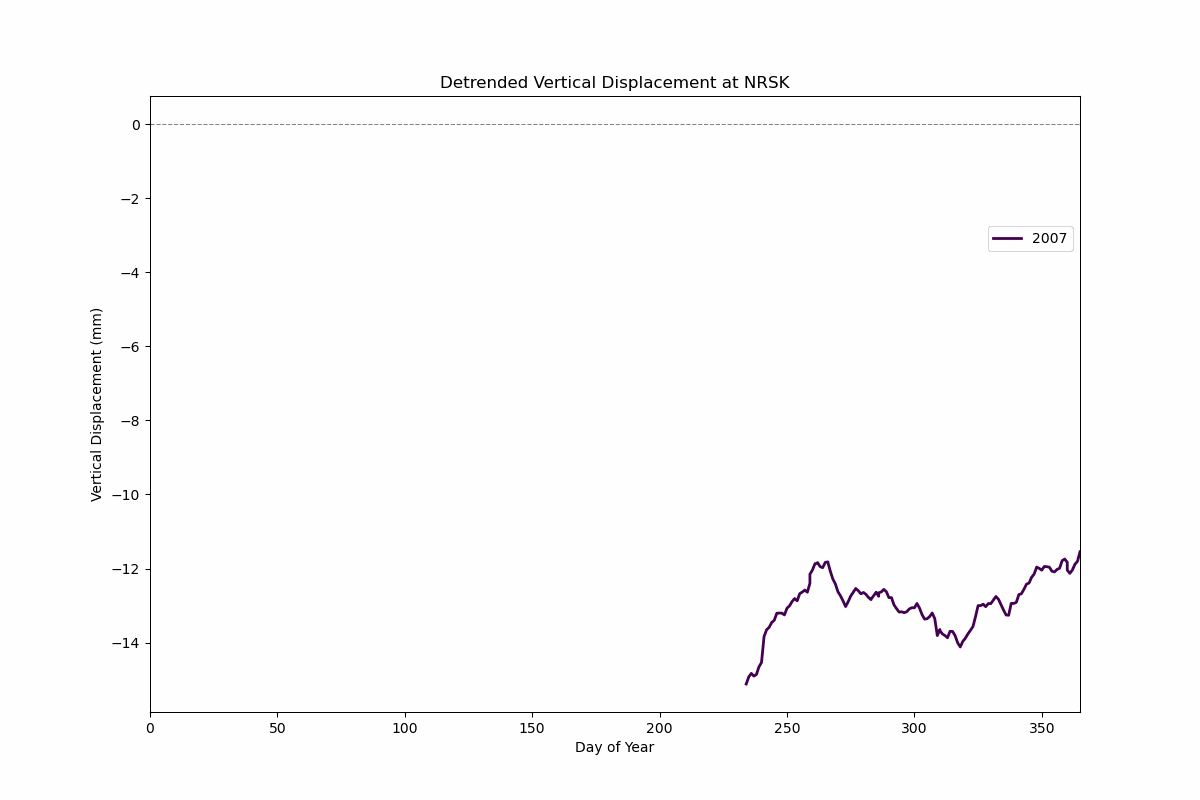 Detrended Vertical Displacement at NRSK
0
−2
−4
−6
−8
−10
−12
−14
Vertical Displacement (mm)
2007
0 50 100 150 200 250 300 350
Day of Year